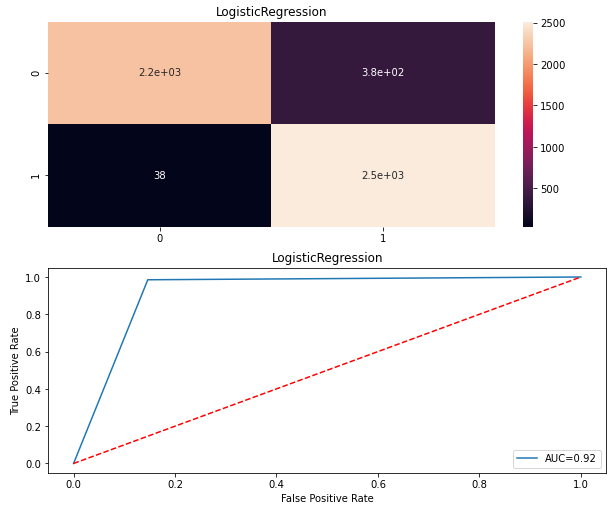 LogisticRegression
0
2.2e+03
3.8e+02
1
38
2.5e+03
0
1
2500
2000
1500
1000
500
LogisticRegression
True Positive Rate
1.0
0.8
0.6
0.4
0.2
0.0
AUC=0.92
0.0
0.2
0.4
0.6
0.8
1.0
False Positive Rate